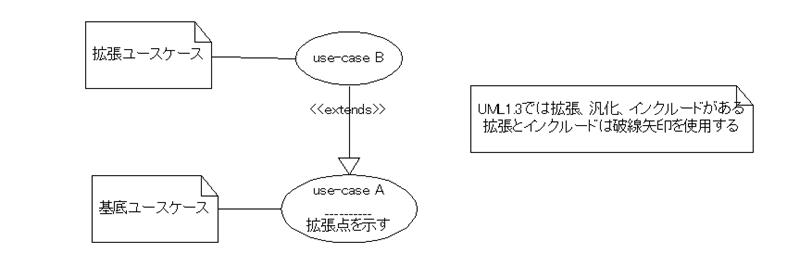 拡張ユースケース
use-case B
<<extends>>
UML1.3では拡張、汎化、インクルードがある
拡張とインクルードは破線矢印を使用する
基底ユースケース
use-case A
----------
拡張点を示す